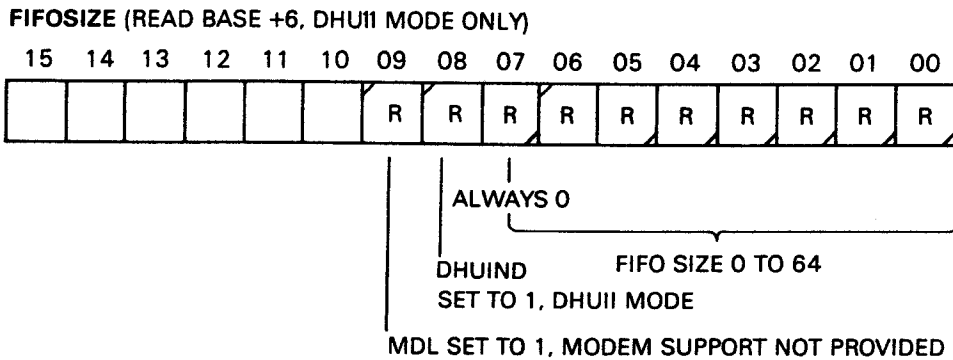 FIFOSIZE (READ BASE +6, DHU11 MODE ONLY)
15 14 13 12 11 10 09 08 07 06 05 04 03 02 01 00
R R R R R R R R R R
ALWAYS 0
FIFO SIZE 0 TO 64
DHUIND
SET TO 1, DHUII MODE
MDL SET TO 1, MODEM SUPPORT NOT PROVIDED